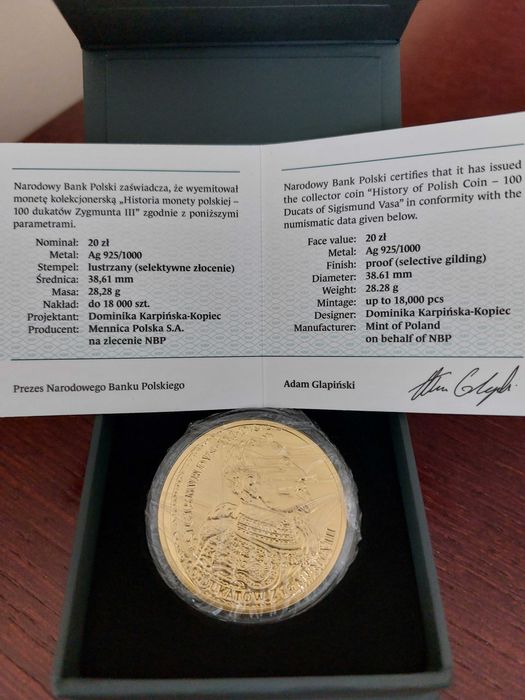 Narodowy Bank Polski zaświadcza, że wyemitował
monetę kolekcjonerską „Historia monety polskiej –
100 dukatów Zygmunta III” zgodnie z poniższymi
parametrami.
Nominał: 20 zł
Metal: Ag 925/1000
Stempel: lustrzany (selektywne złocenie)
Średnica: 38,61 mm
Masa: 28,28 g
Nakład: do 18 000 szt.
Projektant: Dominika Karpińska-Kopiec
Producent: Mennica Polska S.A.
na zlecenie NBP
Prezes Narodowego Banku Polskiego
Narodowy Bank Polski certifies that it has issued
the collector coin “History of Polish Coin – 100
Ducats of Sigismund Vasa” in conformity with the
numismatic data given below.
Face value: 20 zł
Metal: Ag 925/1000
Finish: proof (selective gilding)
Diameter: 38.61 mm
Weight: 28.28 g
Mintage: up to 18,000 pcs
Designer: Dominika Karpińska-Kopiec
Manufacturer: Mint of Poland
on behalf of NBP
Adam Glapiński